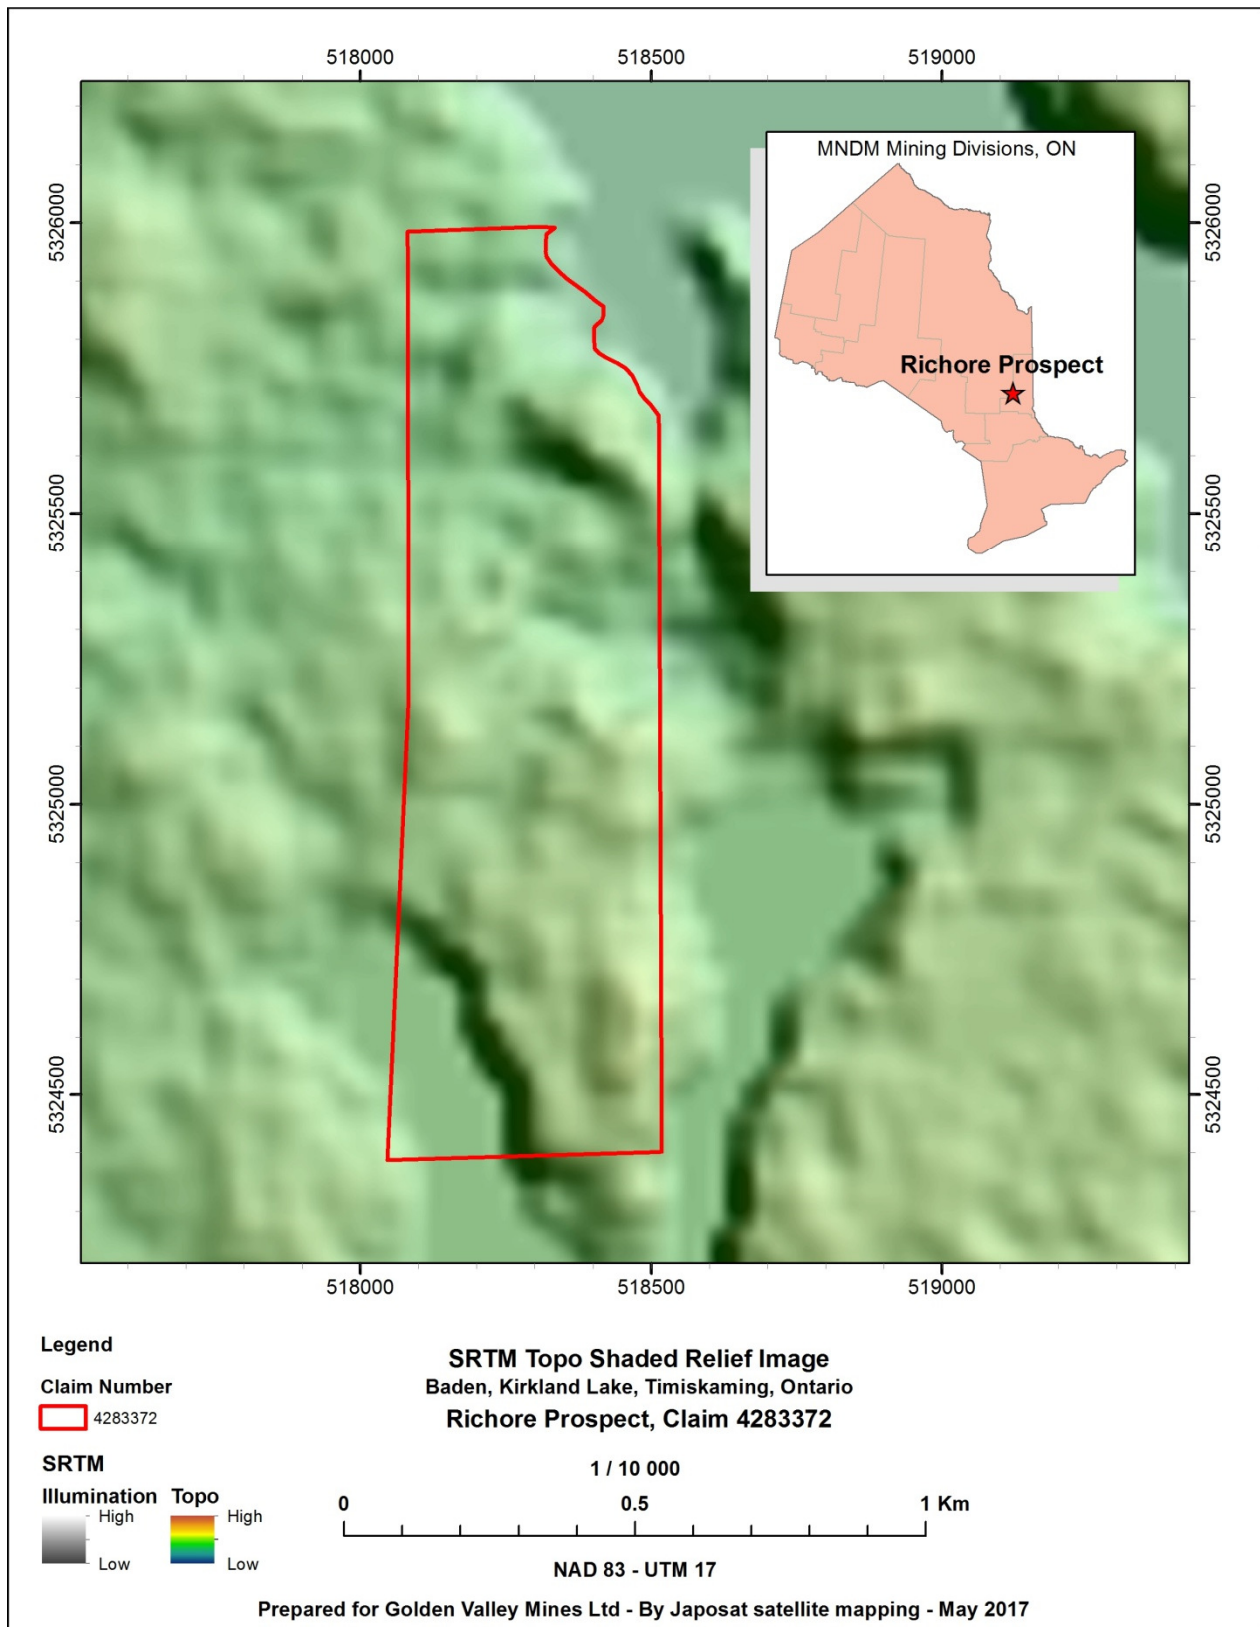 518000 518500 519000
MNDM Mining Divisions, ON
Richore Prospect
5326000 5326000
5325500 5325500
5325000 5325000
5324500 5324500
518000 518500 519000
Legend
Claim Number
4283372
SRTM
Illumination Topo
High High
Low Low
SRTM Topo Shaded Relief Image
Baden, Kirkland Lake, Timiskaming, Ontario
Richore Prospect, Claim 4283372
1 / 10 000
0 0.5 1 Km
NAD 83 - UTM 17
Prepared for Golden Valley Mines Ltd - By Japosat satellite mapping - May 2017